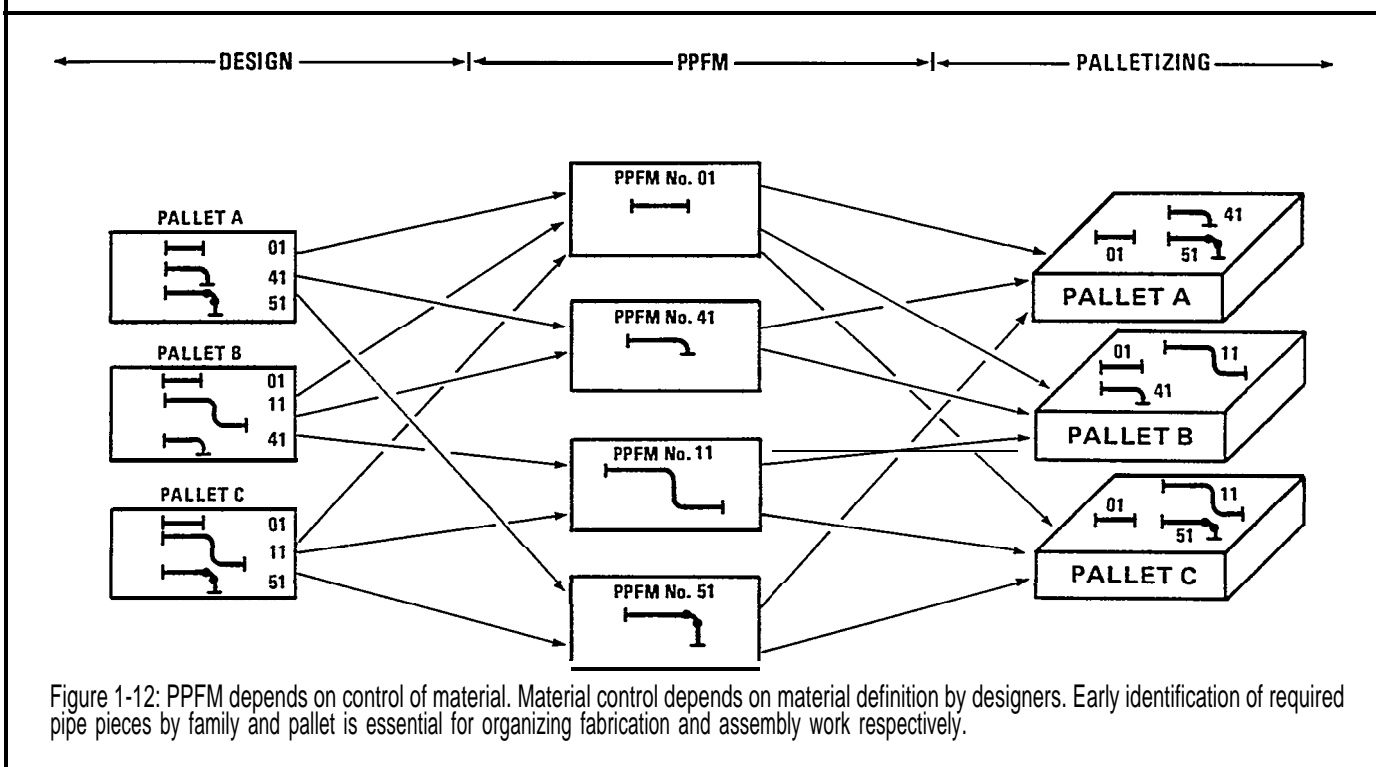 DESIGN PPFM PALLETIZING
PALLET A
01
41
51
PALLET B
01
11
41
PALLET C
01
11
51
PPFM No. 01
PPFM No. 41
PPFM No. 11
PPFM No. 51
41
01 51
PALLET A
01 11
41
PALLET B
11
01
51
PALLET C
Figure 1-12: PPFM depends on control of material. Material control depends on material definition by designers. Early identification of required
pipe pieces by family and pallet is essential for organizing fabrication and assembly work respectively.